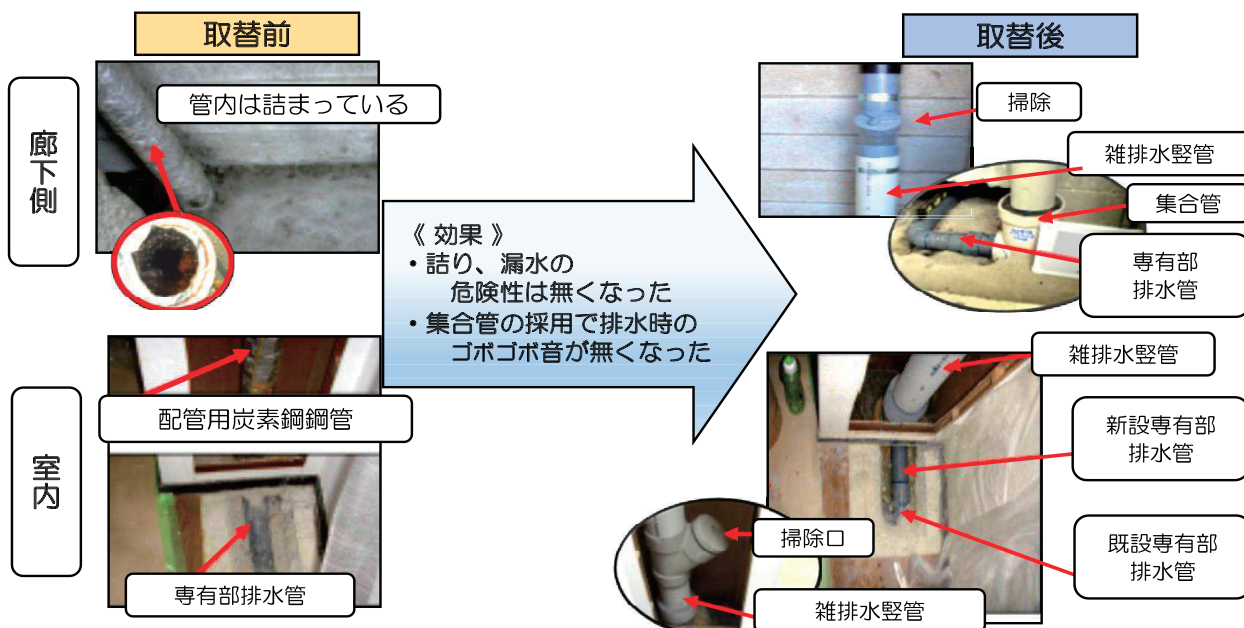 取替前
取替後
廊下側
管内は詰まっている
掃除
雑排水竪管
集合管
専有部
排水管
《 効果 》
・詰り、漏水の
危険性は無くなった
・集合管の採用で排水時の
ゴボゴボ音が無くなった
室内
配管用炭素鋼鋼管
専有部排水管
雑排水竪管
新設専有部
排水管
既設専有部
排水管
掃除口
雑排水竪管